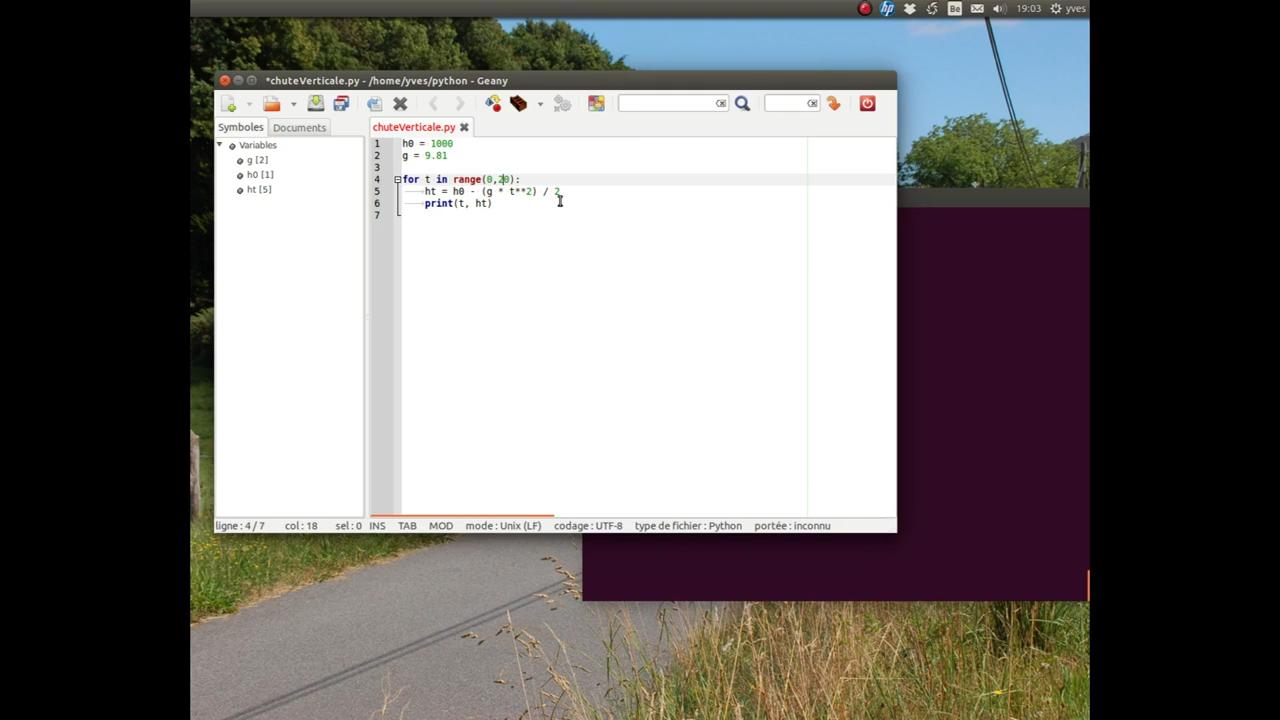 Be
19:03
yves
*chuteVerticale.py - /home/yves/python - Geany
Symboles
Documents
chuteVerticale.py
Variables
g [2]
h0 [1]
ht [5]
1 h0 = 1000
2 g = 9.81
3
4 for t in range(0,20):
5 ht = h0 - (g * t**2) / 2
6 print(t, ht)
7
ligne : 4 / 7 col : 18 sel : 0 INS TAB MOD mode : Unix (LF) codage : UTF-8 type de fichier : Python portée : inconnu